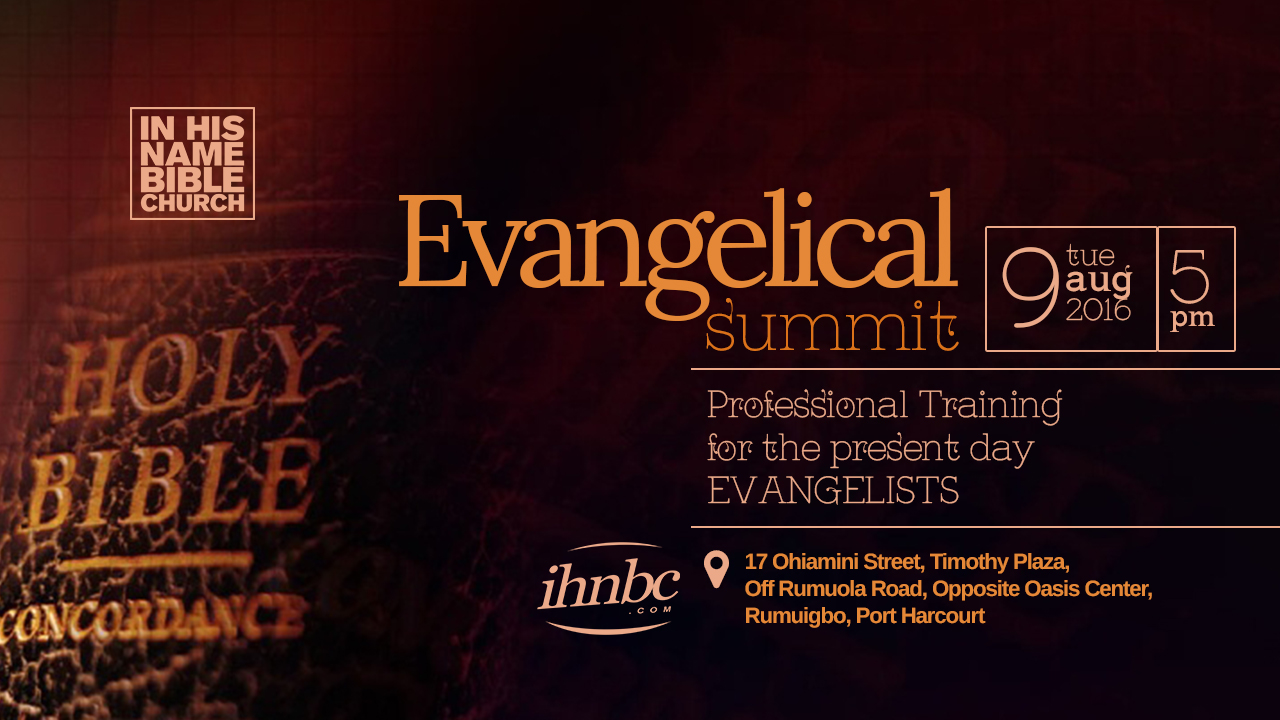 IN HIS
NAME
BIBLE
CHURCH
Evangelical
summit
9 tue
aug
2016
5
pm
HOLY
BIBLE
CONCORDANCE
Professional Training
for the present day
EVANGELISTS
ihnbc
.COM
17 Ohiamini Street, Timothy Plaza,
Off Rumuola Road, Opposite Oasis Center,
Rumuigbo, Port Harcourt